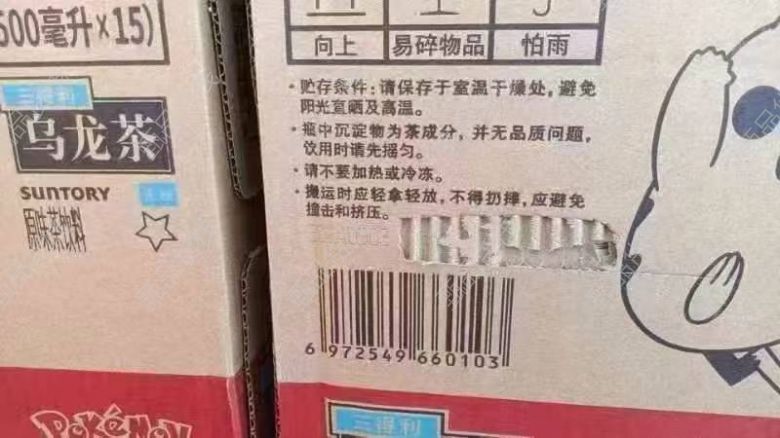 500毫升×15)
三得利
乌龙茶
SUNTORY
原味茶饮料
POKéMON
向上
易碎物品
怕雨
·贮存条件:请保存于室温干燥处,避免
阳光直晒及高温。
·瓶中沉淀物为茶成分,并无品质问题,
饮用时请先摇匀。
·请不要加热或冷冻。
·搬运时应轻拿轻放,不得扔摔,应避免
撞击和挤压。
6 972549 660103
三得利